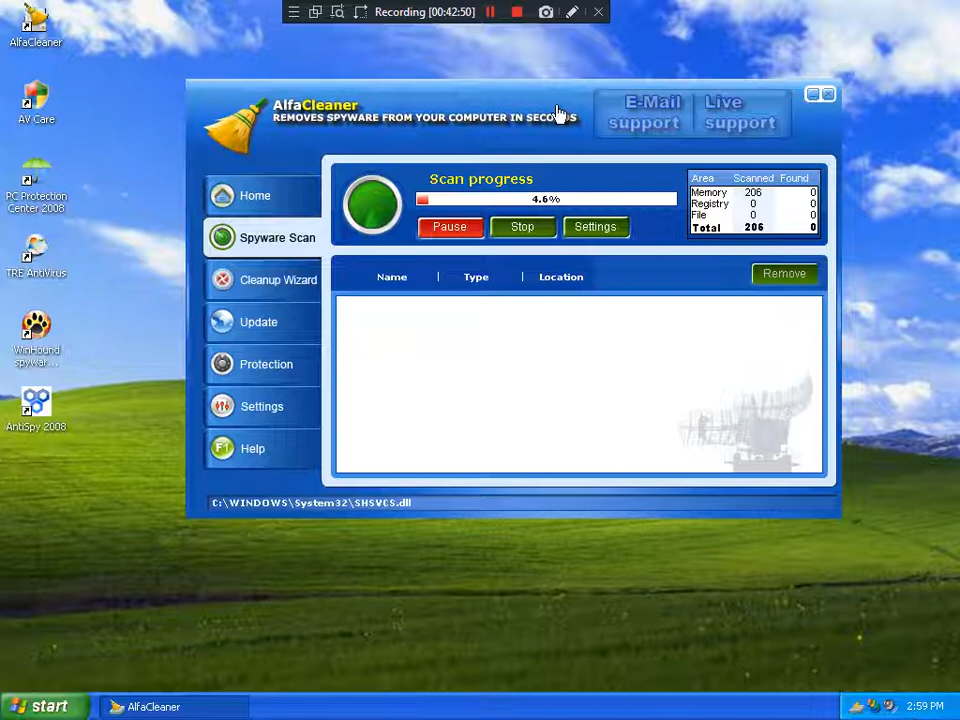 Recording [00:42:50]
AlfaCleaner
AV Care
PC Protection
Center 2008
TRE AntiVirus
WinHound
spywar...
AntiSpy 2008
AlfaCleaner
REMOVES SPYWARE FROM YOUR COMPUTER IN SECONDS
E-Mail
support
Live
support
Home
Spyware Scan
Cleanup Wizard
Update
Protection
Settings
F1
Help
Scan progress
4.6%
Pause
Stop
Settings
Area Scanned Found
Memory 206 0
Registry 0 0
File 0 0
Total 206 0
Name
Type
Location
Remove
C:\WINDOWS\System32\SHSVCS.dll
start
AlfaCleaner
2:59 PM